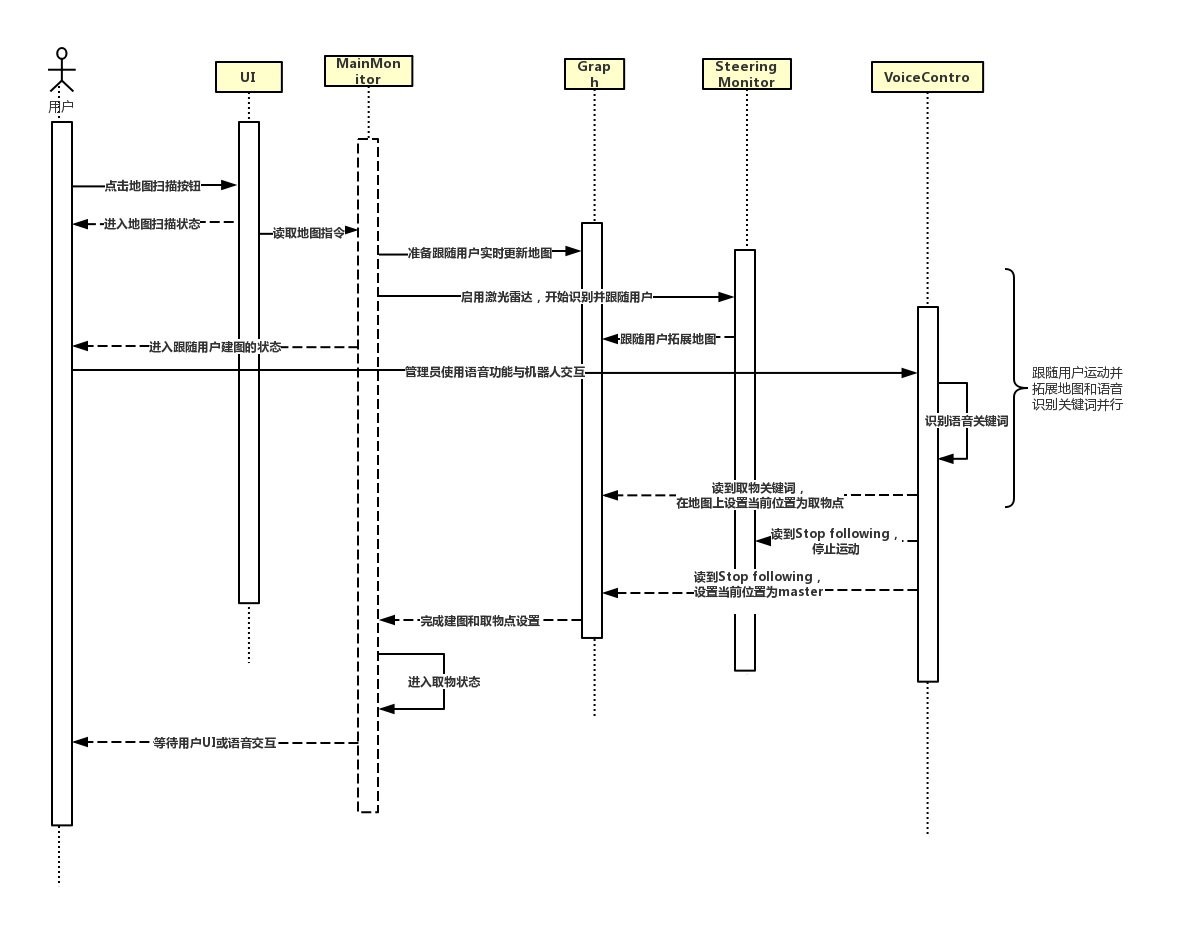 用户
UI
MainMon
itor
Grap
h
Steering
Monitor
VoiceContro
点击地图扫描按钮
进入地图扫描状态
读取地图指令
准备跟随用户实时更新地图
启用激光雷达，开始识别并跟随用户
跟随用户拓展地图
进入跟随用户建图的状态
管理员使用语音功能与机器人交互
跟随用户运动并
拓展地图和语音
识别关键词并行
识别语音关键词
读到取物关键词，
在地图上设置当前位置为取物点
读到Stop following，
停止运动
读到Stop following，
设置当前位置为master
完成建图和取物点设置
进入取物状态
等待用户UI或语音交互